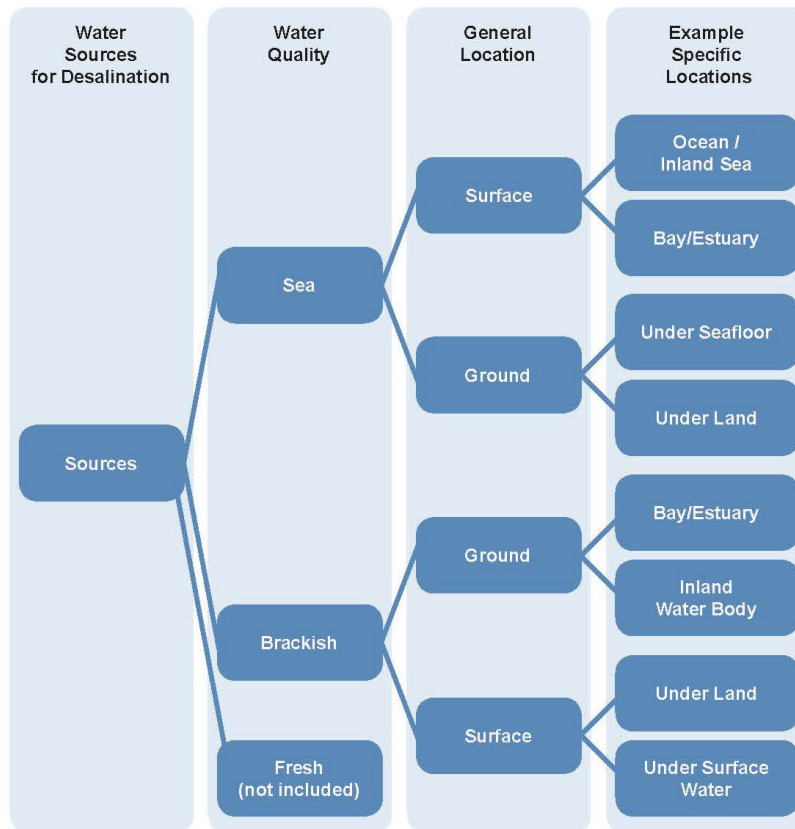 Water
Sources
for Desalination
Water
Quality
General
Location
Example
Specific
Locations
Sources
Sea
Brackish
Fresh
(not included)
Surface
Ground
Ground
Surface
Ocean /
Inland Sea
Bay/Estuary
Under Seafloor
Under Land
Bay/Estuary
Inland
Water Body
Under Land
Under Surface
Water